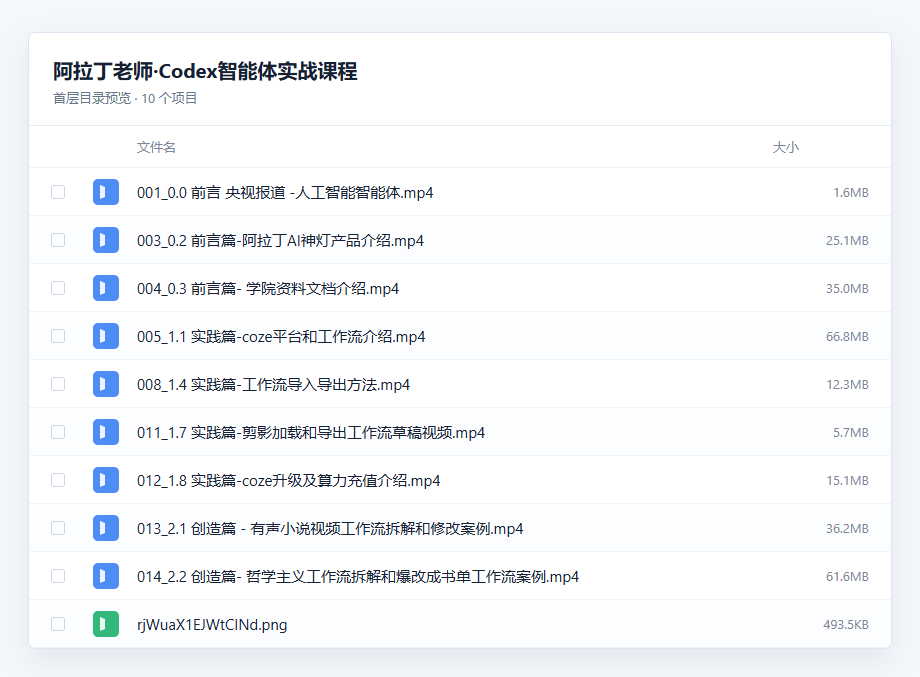 阿拉丁老师·Codex智能体实战课程
首层目录预览 · 10 个项目
文件名 大小
001_0.0 前言 央视报道 -人工智能智能体.mp4 1.6MB
003_0.2 前言篇-阿拉丁AI神灯产品介绍.mp4 25.1MB
004_0.3 前言篇- 学院资料文档介绍.mp4 35.0MB
005_1.1 实践篇-coze平台和工作流介绍.mp4 66.8MB
008_1.4 实践篇-工作流导入导出方法.mp4 12.3MB
011_1.7 实践篇-剪影加载和导出工作流草稿视频.mp4 5.7MB
012_1.8 实践篇-coze升级及算力充值介绍.mp4 15.1MB
013_2.1 创造篇 - 有声小说视频工作流拆解和修改案例.mp4 36.2MB
014_2.2 创造篇- 哲学主义工作流拆解和爆改成书单工作流案例.mp4 61.6MB
rjWuaX1EJWtCINd.png 493.5KB